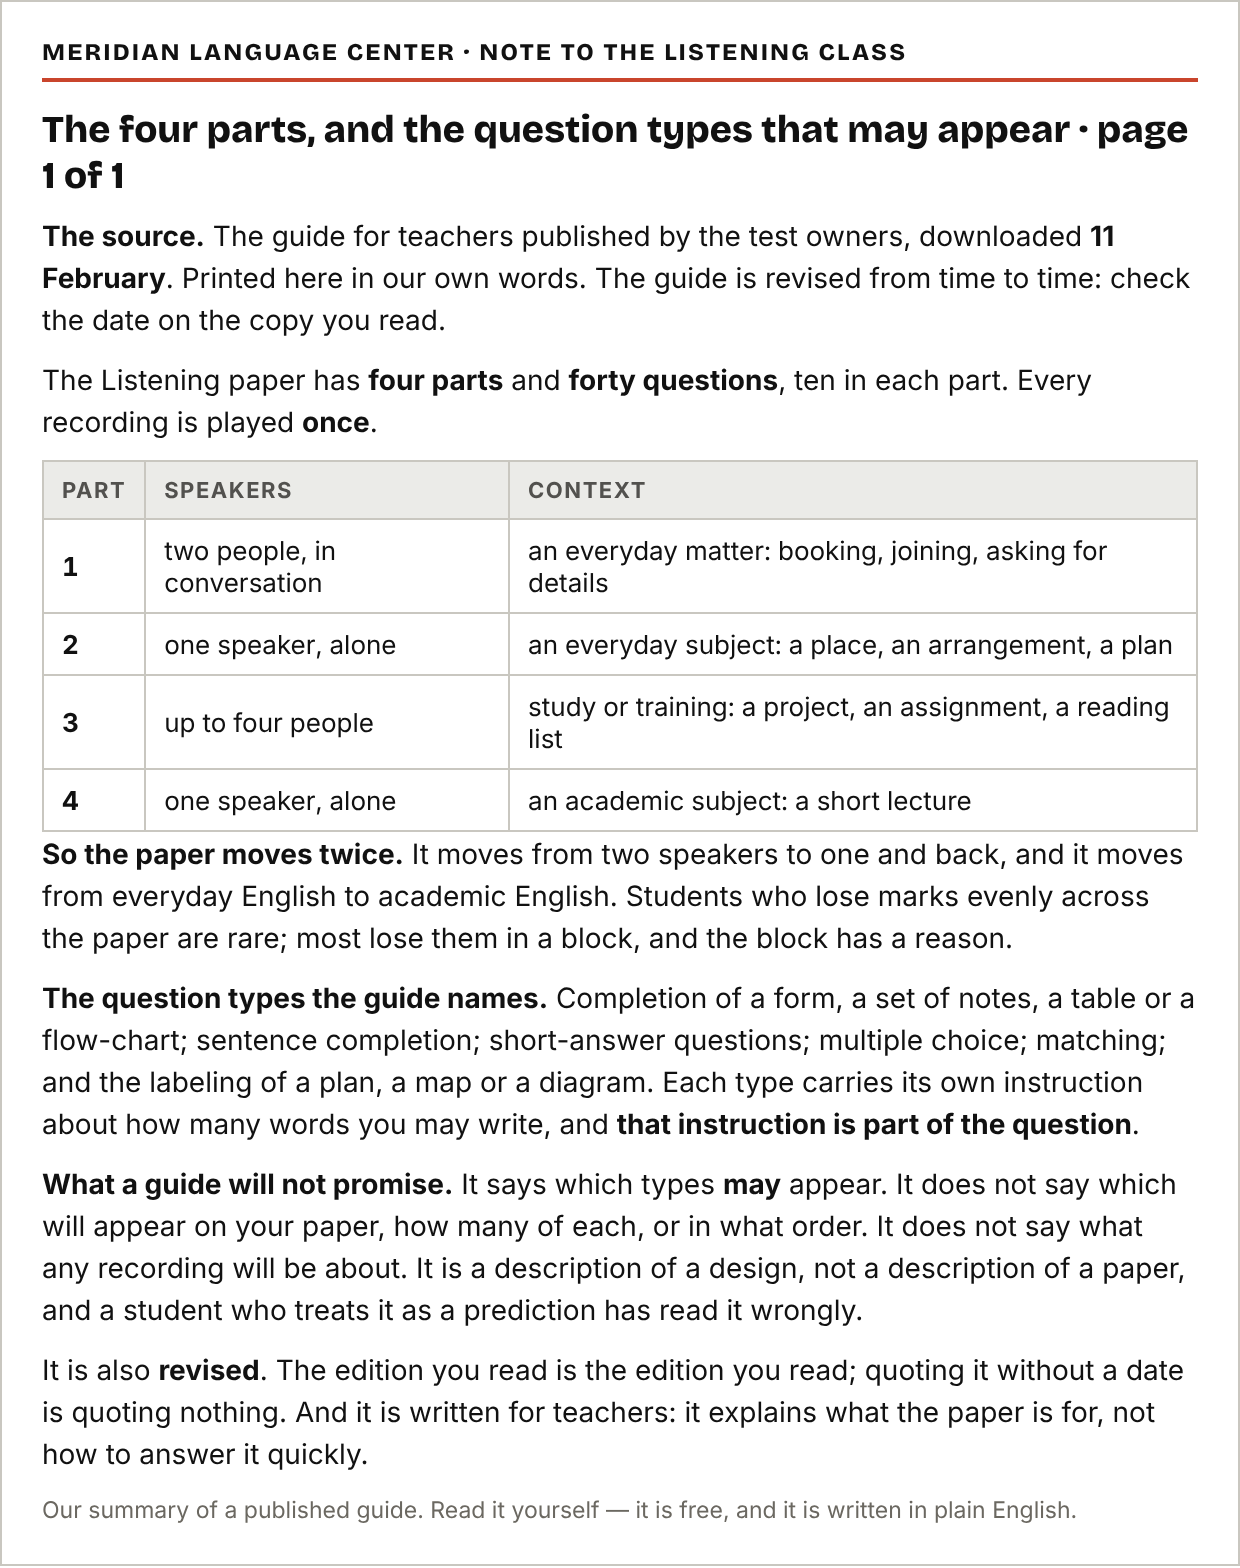 MERIDIAN LANGUAGE CENTER · NOTE TO THE LISTENING CLASS
The four parts, and the question types that may appear · page
1 of 1
The source. The guide for teachers published by the test owners, downloaded 11
February. Printed here in our own words. The guide is revised from time to time: check
the date on the copy you read.
The Listening paper has four parts and forty questions, ten in each part. Every
recording is played once.
PART SPEAKERS CONTEXT
1 two people, in conversation an everyday matter: booking, joining, asking for details
2 one speaker, alone an everyday subject: a place, an arrangement, a plan
3 up to four people study or training: a project, an assignment, a reading list
4 one speaker, alone an academic subject: a short lecture
So the paper moves twice. It moves from two speakers to one and back, and it moves
from everyday English to academic English. Students who lose marks evenly across
the paper are rare; most lose them in a block, and the block has a reason.
The question types the guide names. Completion of a form, a set of notes, a table or a
flow-chart; sentence completion; short-answer questions; multiple choice; matching;
and the labeling of a plan, a map or a diagram. Each type carries its own instruction
about how many words you may write, and that instruction is part of the question.
What a guide will not promise. It says which types may appear. It does not say which
will appear on your paper, how many of each, or in what order. It does not say what
any recording will be about. It is a description of a design, not a description of a paper,
and a student who treats it as a prediction has read it wrongly.
It is also revised. The edition you read is the edition you read; quoting it without a date
is quoting nothing. And it is written for teachers: it explains what the paper is for, not
how to answer it quickly.
Our summary of a published guide. Read it yourself — it is free, and it is written in plain English.